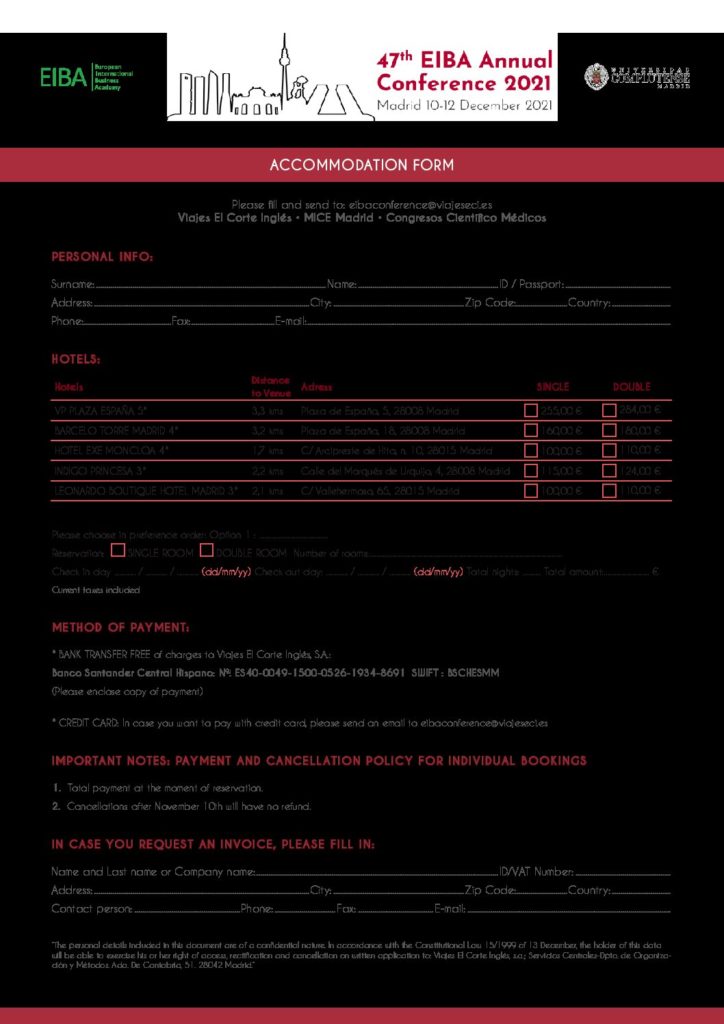 EIBA European
International
Business
Academy
47th EIBA Annual
Conference 2021
Madrid 10-12 December 2021
UNIVERSIDAD
COMPLUTENSE
MADRID
ACCOMMODATION FORM
Please fill and send to: eibaconference@viajeseci.es
Viajes El Corte Inglés • MICE Madrid • Congresos Científico Médicos
PERSONAL INFO:
Surname: Name: ID / Passport:
Address: City: Zip Code: Country:
Phone: Fax: E-mail:
HOTELS:
Hotels Distance to Venue Adress SINGLE DOUBLE
VP PLAZA ESPAÑA 5* 3,3 kms Plaza de España, 5, 28008 Madrid 255,00 € 284,00 €
BARCELO TORRE MADRID 4* 3,2 kms Plaza de España, 18, 28008 Madrid 160,00 € 180,00 €
HOTEL EXE MONCLOA 4* 1,7 kms C/ Arcipreste de Hita, n. 10, 28015 Madrid 100,00 € 110,00 €
INDIGO PRINCESA 3* 2,2 kms Calle del Marqués de Urquijo, 4, 28008 Madrid 115,00 € 124,00 €
LEONARDO BOUTIQUE HOTEL MADRID 3* 2,1 kms C/ Vallehermoso, 65, 28015 Madrid 100,00 € 110,00 €
Please choose in preference order: Option 1 :
Reservation: SINGLE ROOM DOUBLE ROOM Number of rooms:
Check in day / / (dd/mm/yy) Check out day: / / (dd/mm/yy) Total nights Total amount: €
Current taxes included
METHOD OF PAYMENT:
* BANK TRANSFER FREE of charges to Viajes El Corte Inglés, S.A.:
Banco Santander Central Hispano: Nº: ES40-0049-1500-0526-1934-8691 SWIFT : BSCHESMM
(Please enclose copy of payment)
* CREDIT CARD: In case you want to pay with credit card, please send an email to eibaconference@viajeseci.es
IMPORTANT NOTES: PAYMENT AND CANCELLATION POLICY FOR INDIVIDUAL BOOKINGS
1. Total payment at the moment of reservation.
2. Cancellations after November 10th will have no refund.
IN CASE YOU REQUEST AN INVOICE, PLEASE FILL IN:
Name and Last name or Company name: ID/VAT Number:
Address: City: Zip Code: Country:
Contact person: Phone: Fax: E-mail:
"The personal details included in this document are of a confidential nature. In accordance with the Constitutional Law 15/1999 of 13 December, the holder of this data
will be able to exercise his or her right of access, rectification and cancellation on written application to: Viajes El Corte Inglés, s.a.; Servicios Centrales-Dpto. de Organiza-
ción y Métodos. Avda. De Cantabria, 51. 28042 Madrid."